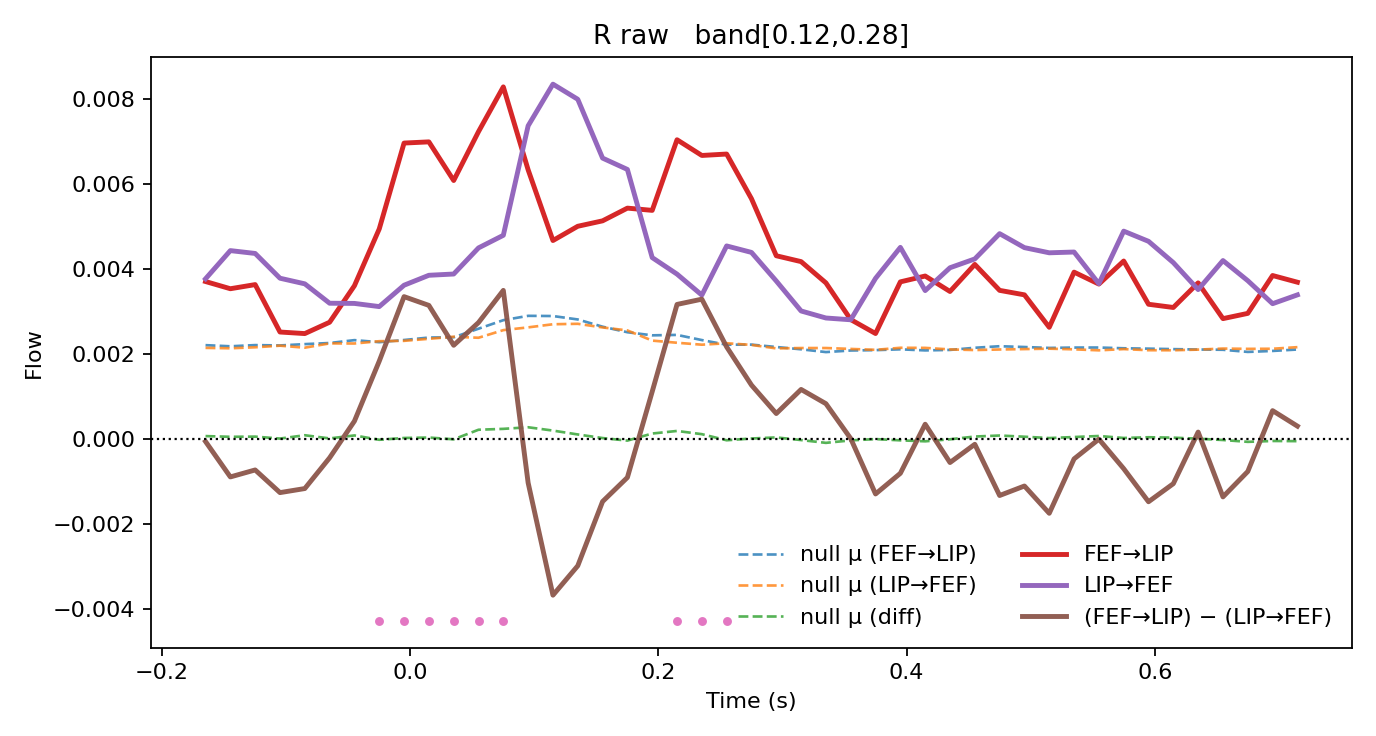 R raw   band[0.12,0.28]
Flow
0.008
0.006
0.004
0.002
0.000
−0.002
−0.004
null μ (FEF→LIP)
null μ (LIP→FEF)
null μ (diff)
FEF→LIP
LIP→FEF
(FEF→LIP) − (LIP→FEF)
−0.2
0.0
0.2
0.4
0.6
Time (s)